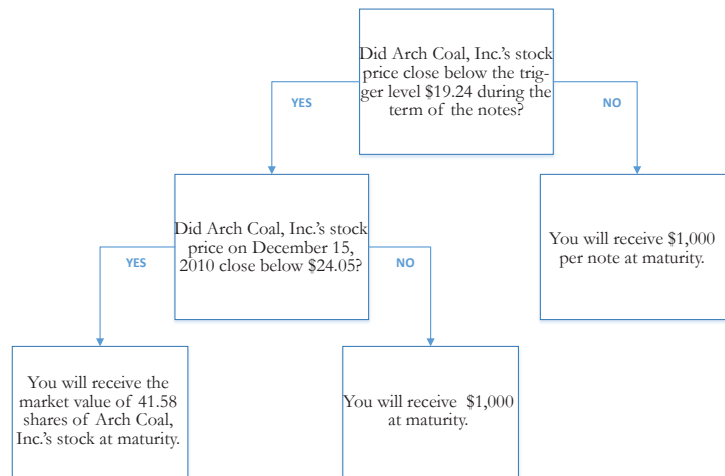 Did Arch Coal, Inc.'s stock
price close below the trig-
ger level $19.24 during the
term of the notes?
YES
NO
Did Arch Coal, Inc.'s stock
price on December 15,
2010 close below $24.05?
You will receive $1,000
per note at maturity.
YES
NO
You will receive the
market value of 41.58
shares of Arch Coal,
Inc.'s stock at maturity.
You will receive $1,000
at maturity.